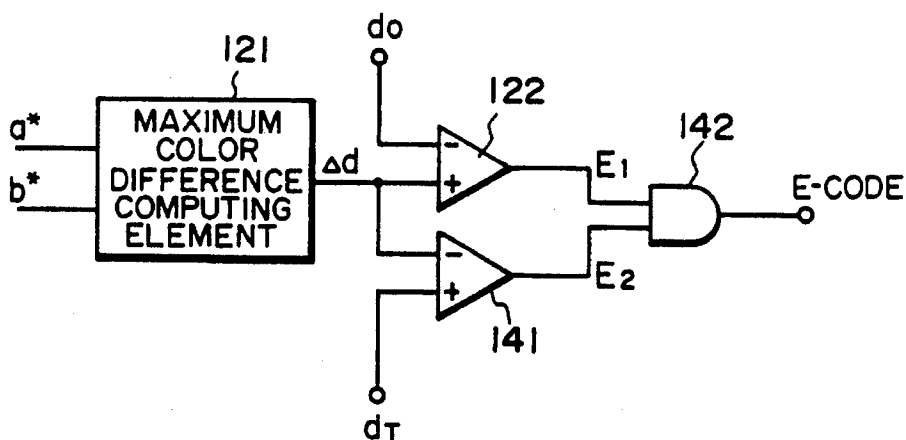 121
a*
b*
MAXIMUM
COLOR
DIFFERENCE
COMPUTING
ELEMENT
Δd
do
122
-
+
E1
142
E-CODE
-
+
E2
141
dT